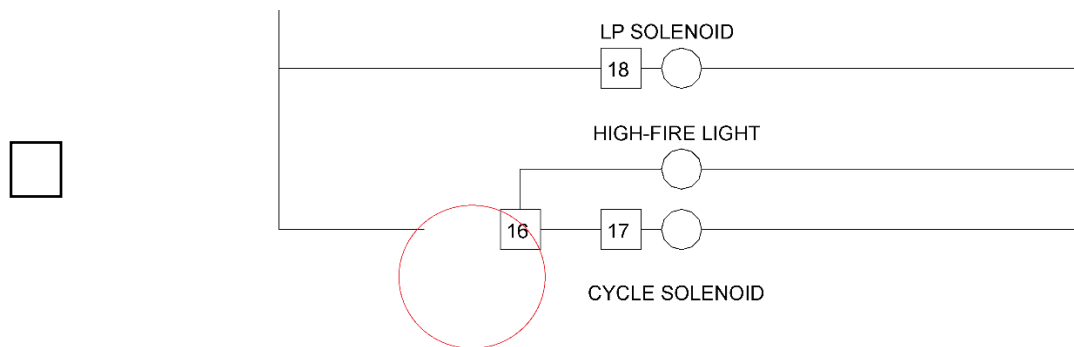 LP SOLENOID
18
HIGH-FIRE LIGHT
16
17
CYCLE SOLENOID